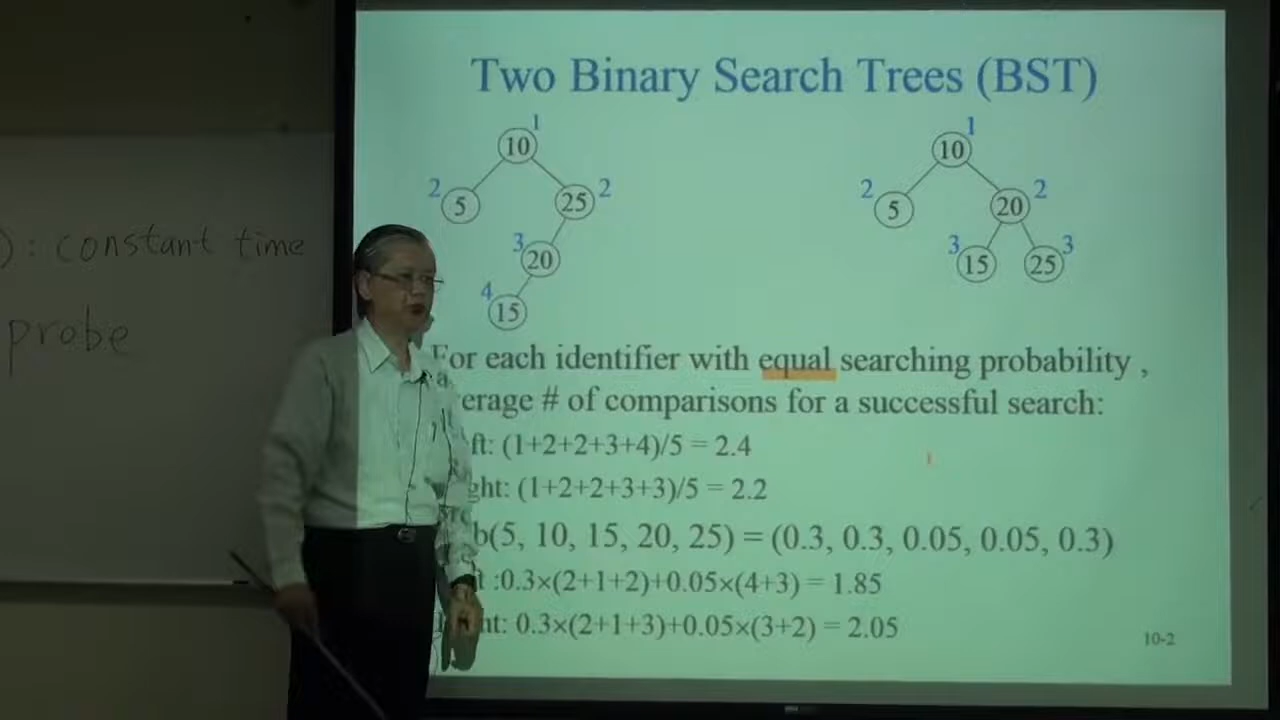 Two Binary Search Trees (BST)
1
10
2
5
25
2
3
20
4
15
1
10
2
5
20
2
3
15
25
3
: constant time
probe
For each identifier with equal searching probability ,
erage # of comparisons for a successful search:
ft: (1+2+2+3+4)/5 = 2.4
ght: (1+2+2+3+3)/5 = 2.2
b(5, 10, 15, 20, 25) = (0.3, 0.3, 0.05, 0.05, 0.3)
t :0.3×(2+1+2)+0.05×(4+3) = 1.85
ht: 0.3×(2+1+3)+0.05×(3+2) = 2.05
10-2